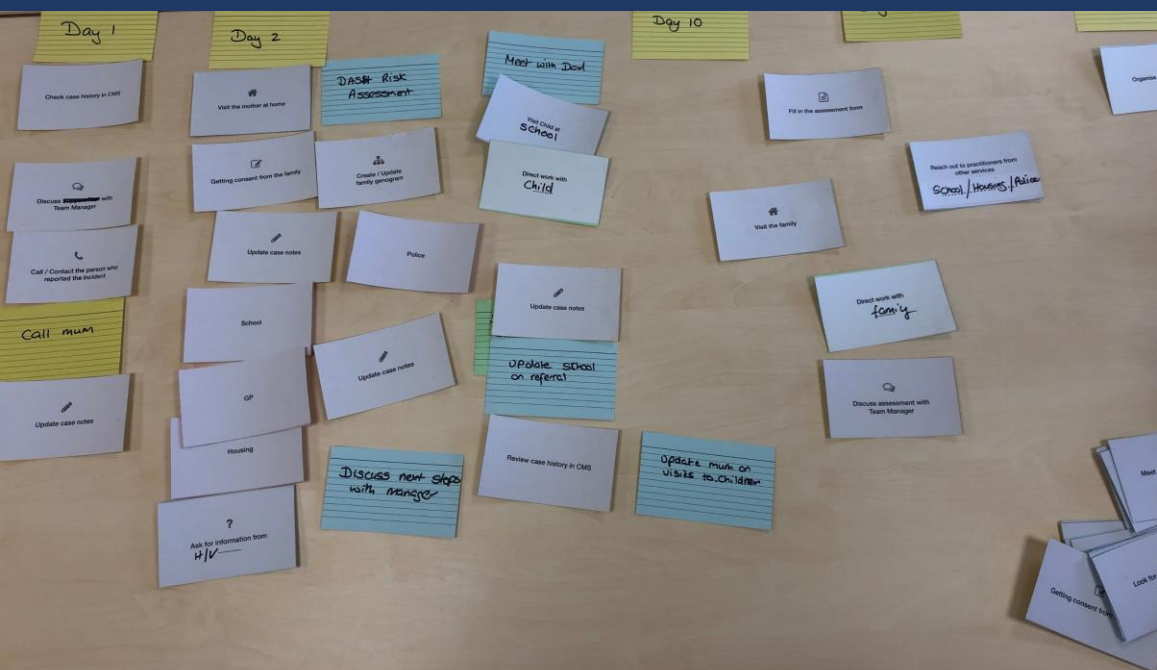 Day 1
Check case history in CMS
Discuss with
Team Manager
Call / Contact the person who
reported the incident
Call mum
Update case notes
Day 2
Visit the mother at home
Getting consent from the family
Update case notes
School
GP
Housing
Ask for information from
H/V
DASH Risk
Assessment
Create / Update
family genogram
Police
Update case notes
Discuss next steps
with manager
Meet with Dad
Visit Child at
School
Direct work with
Child
Update case notes
Update school
on referral
Review case history in CMS
Day 10
Update mum on
visits to children
Fill in the assessment form
Visit the family
Direct work with
family
Discuss assessment with
Team Manager
Reach out to practitioners from
other services
School / Housing / Police
Organise
Meet
Look for
Getting consent from